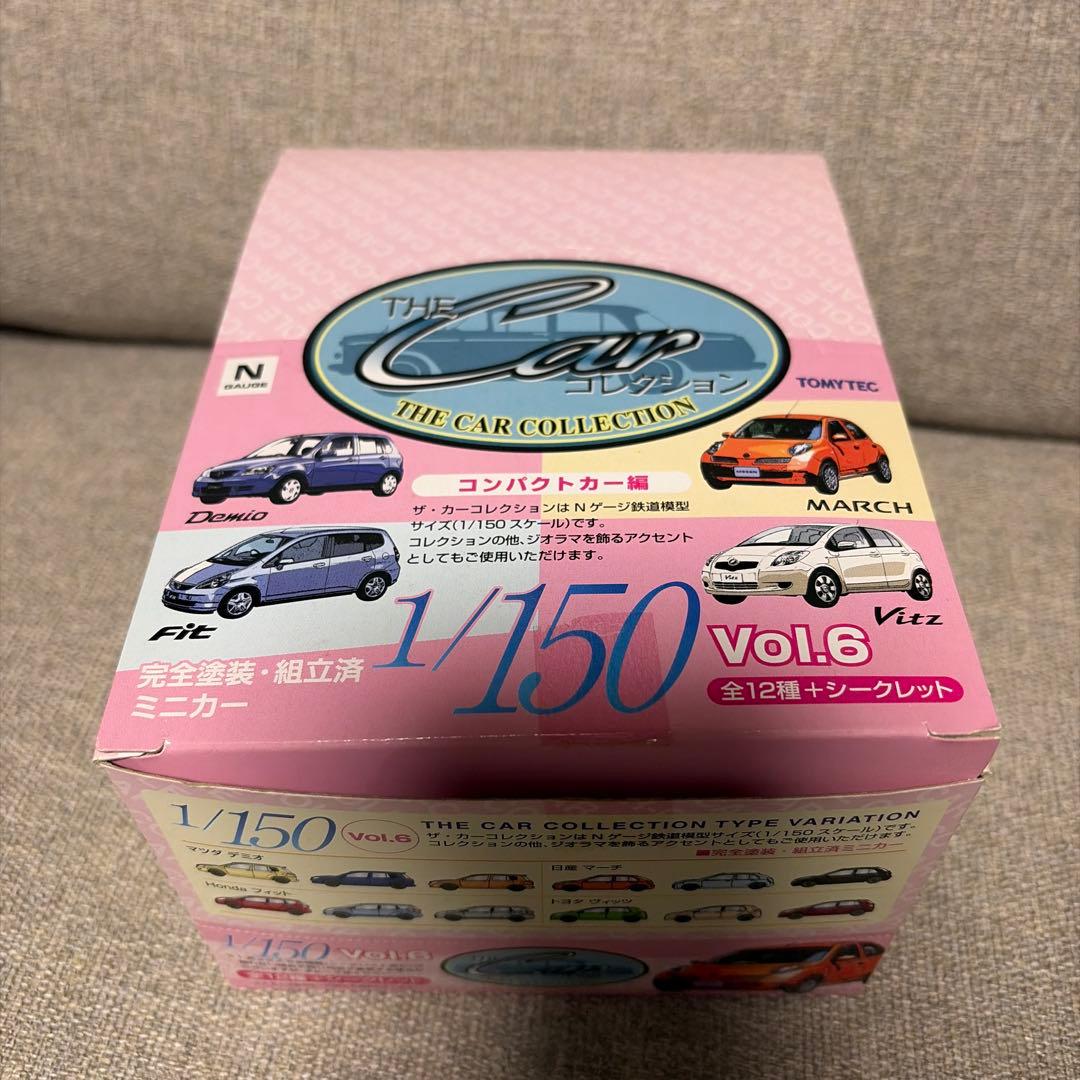 THE Car
コレクション
THE CAR COLLECTION
N
GAUGE
TOMYTEC
コンパクトカー編
ザ・カーコレクションは N ゲージ鉄道模型
サイズ(1/150 スケール)です。
コレクションの他、ジオラマを飾るアクセント
としてもご使用いただけます。
Demio
NISSAN
MARCH
Fit
Vitz
Vitz
1/150
Vol.6
全12種+シークレット
完全塗装・組立済
ミニカー
1/150
Vol.6
THE CAR COLLECTION TYPE VARIATION
ザ・カーコレクションは N ゲージ鉄道模型サイズ(1/150 スケール)です。
コレクションの他、ジオラマを飾るアクセントとしてもご使用いただけます。
■完全塗装・組立済ミニカー
マツダ デミオ
日産 マーチ
Honda フィット
トヨタ ヴィッツ
1/150 Vol.6
Car